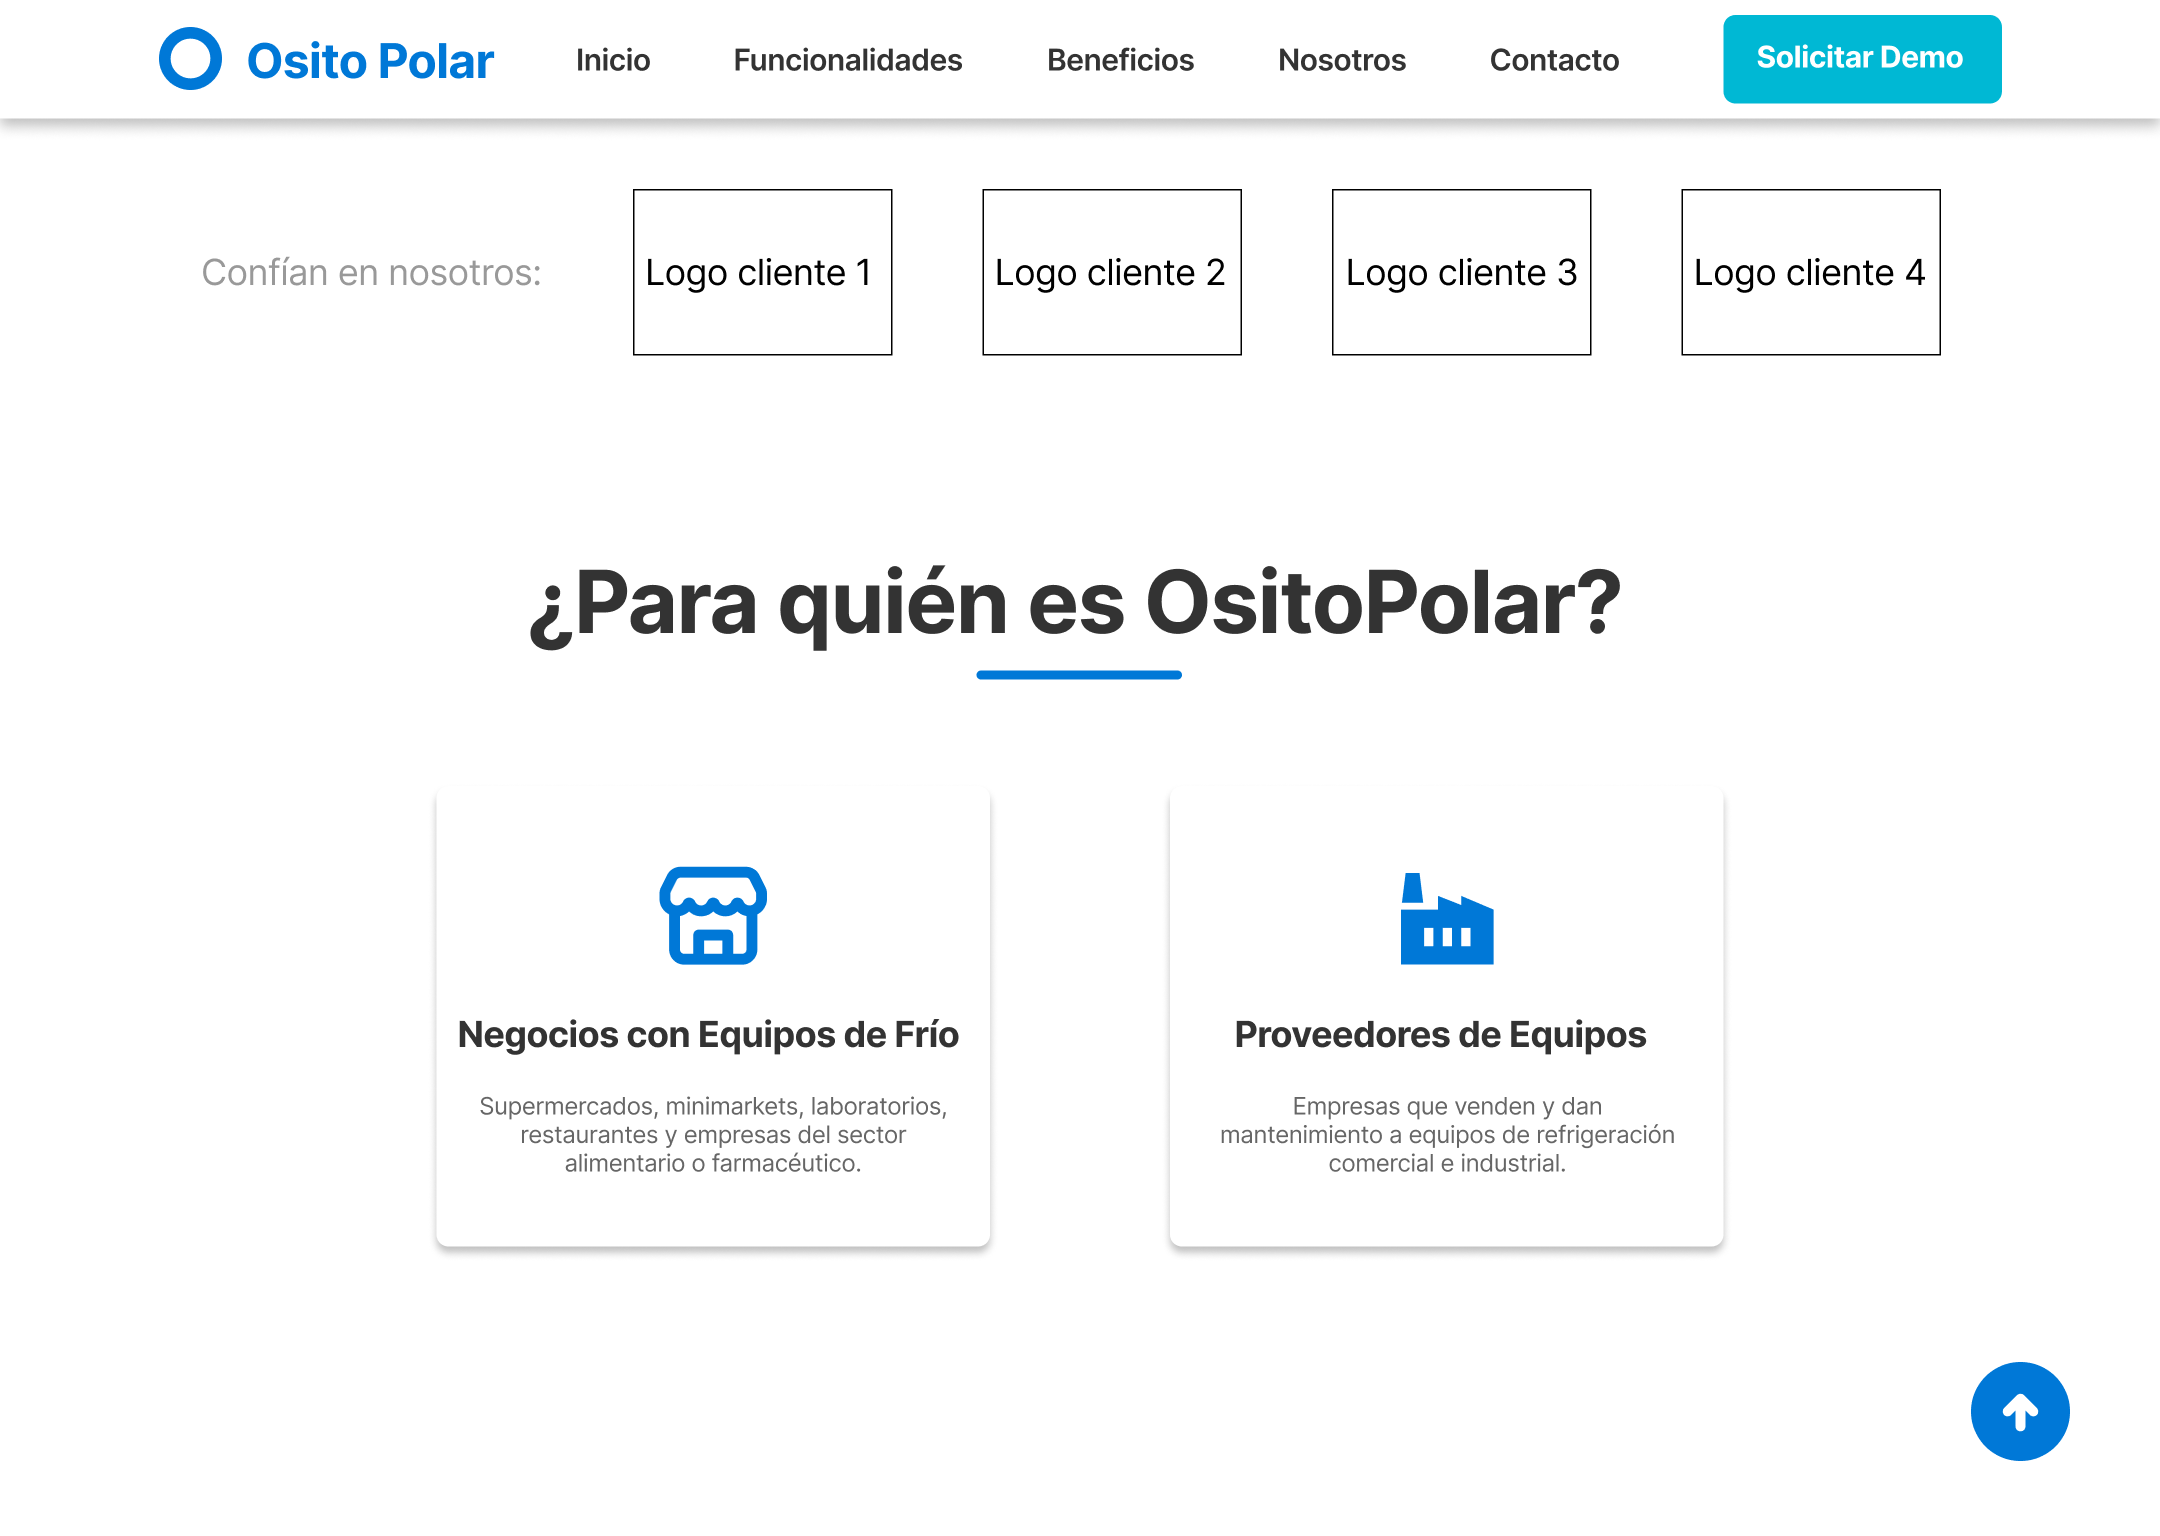 Osito Polar Inicio Funcionalidades Beneficios Nosotros Contacto Solicitar Demo
Confían en nosotros: Logo cliente 1 Logo cliente 2 Logo cliente 3 Logo cliente 4
¿Para quién es OsitoPolar?
Negocios con Equipos de Frío
Supermercados, minimarkets, laboratorios,
restaurantes y empresas del sector
alimentario o farmacéutico.
Proveedores de Equipos
Empresas que venden y dan
mantenimiento a equipos de refrigeración
comercial e industrial.